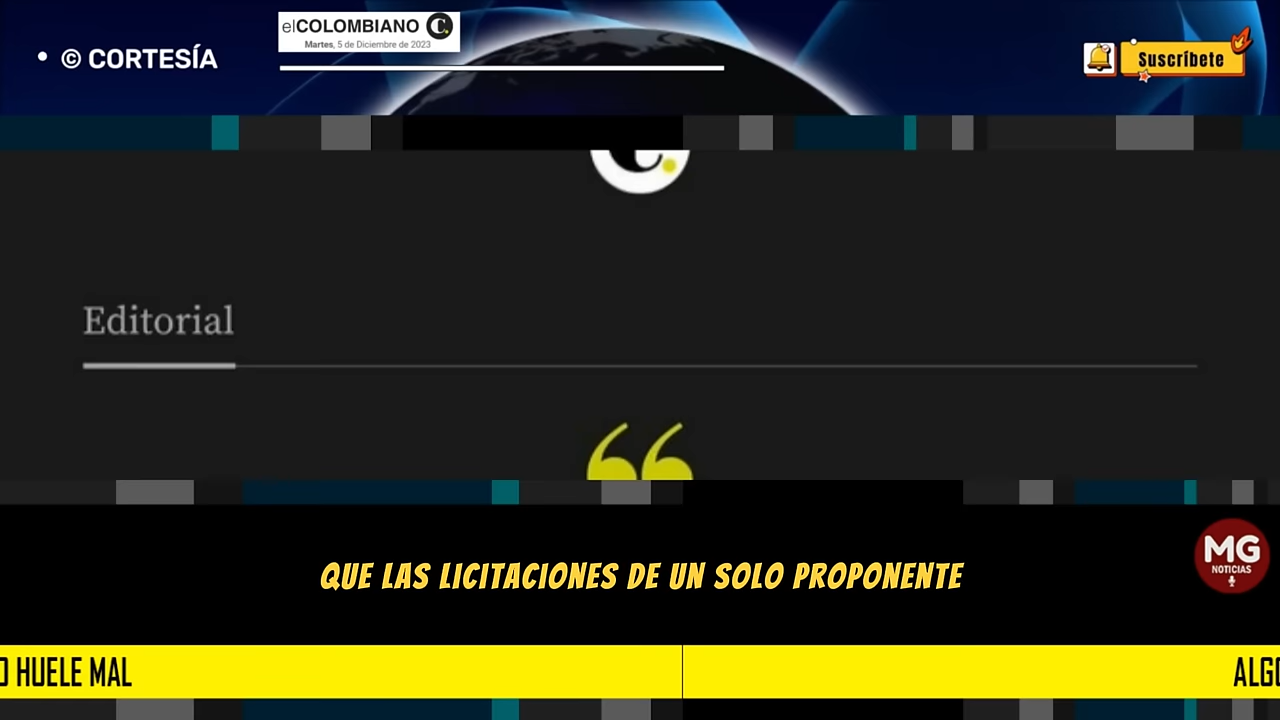 • © CORTESÍA
elCOLOMBIANO C.
Martes, 5 de Diciembre de 2023
Suscríbete
Editorial
“
QUE LAS LICITACIONES DE UN SOLO PROPONENTE
MG
NOTICIAS
O HUELE MAL
ALGO